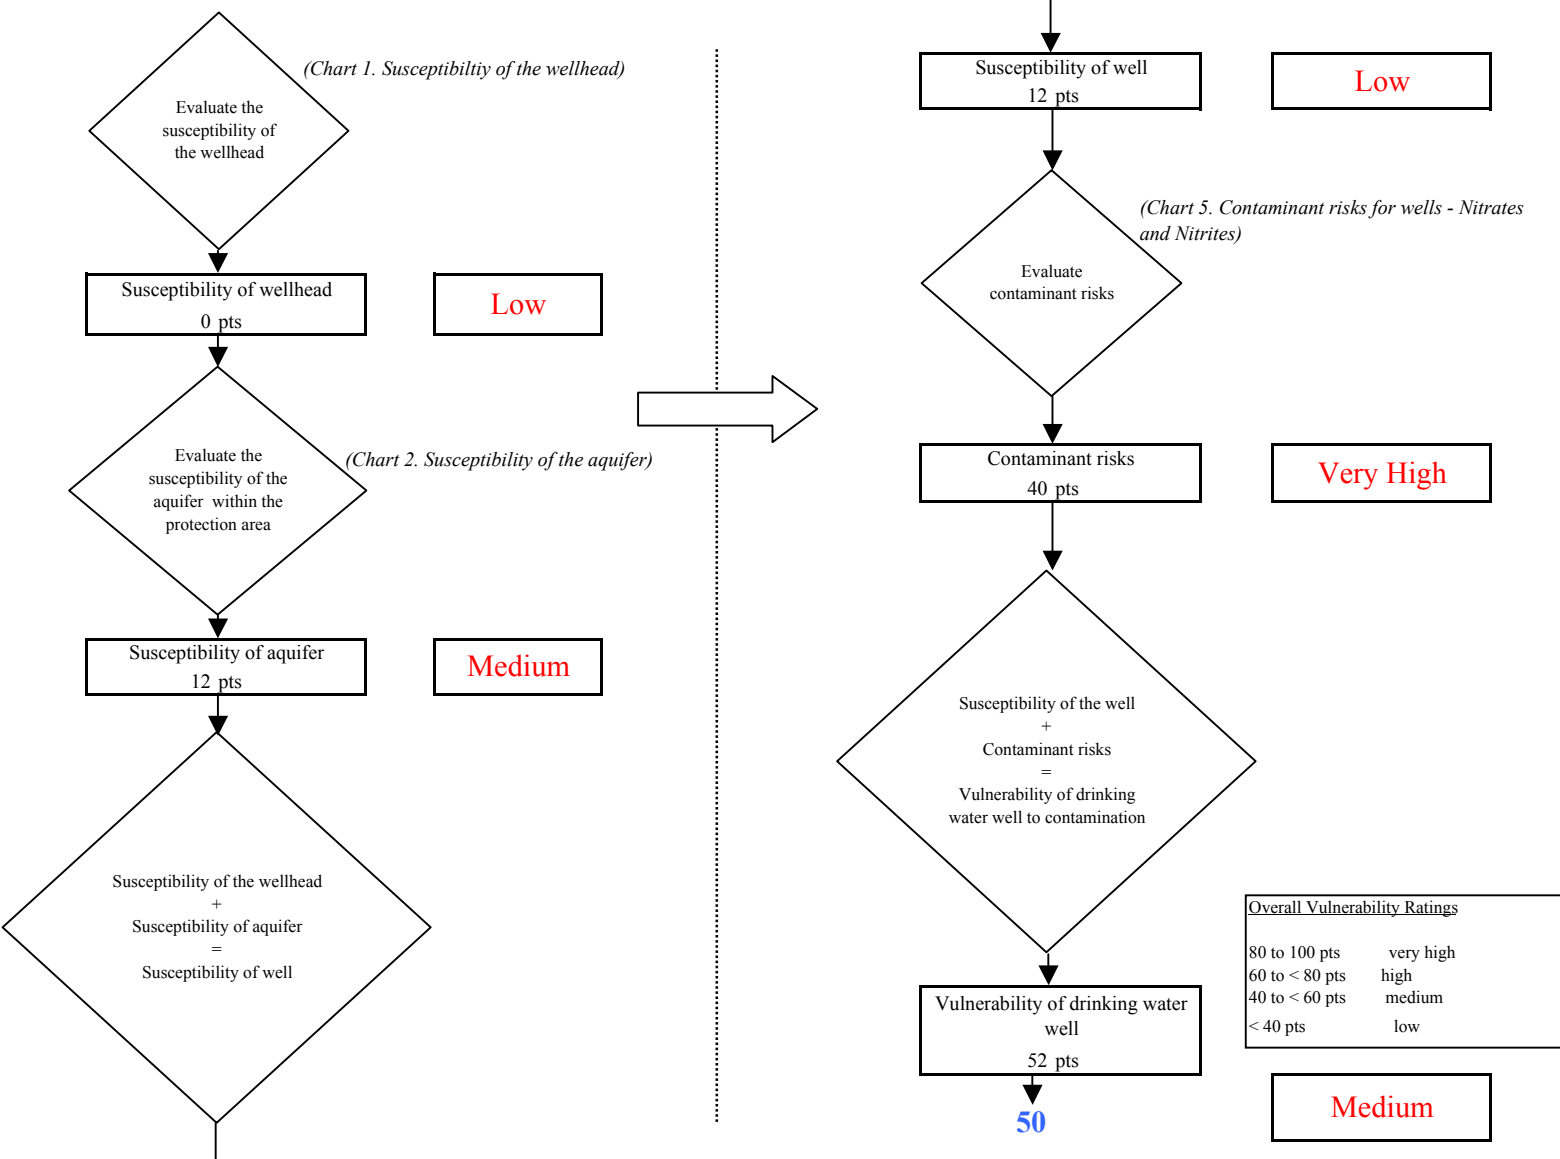 (Chart 1. Susceptibiltiy of the wellhead)
Evaluate the
susceptibility of
the wellhead
Susceptibility of wellhead
0 pts
Low
(Chart 2. Susceptibility of the aquifer)
Evaluate the
susceptibility of the
aquifer within the
protection area
Susceptibility of aquifer
12 pts
Medium
Susceptibility of the wellhead
+
Susceptibility of aquifer
=
Susceptibility of well
Susceptibility of well
12 pts
Low
(Chart 5. Contaminant risks for wells - Nitrates
and Nitrites)
Evaluate
contaminant risks
Contaminant risks
40 pts
Very High
Susceptibility of the well
+
Contaminant risks
=
Vulnerability of drinking
water well to contamination
Overall Vulnerability Ratings
80 to 100 pts very high
60 to < 80 pts high
40 to < 60 pts medium
< 40 pts low
Vulnerability of drinking water
well
52 pts
50
Medium